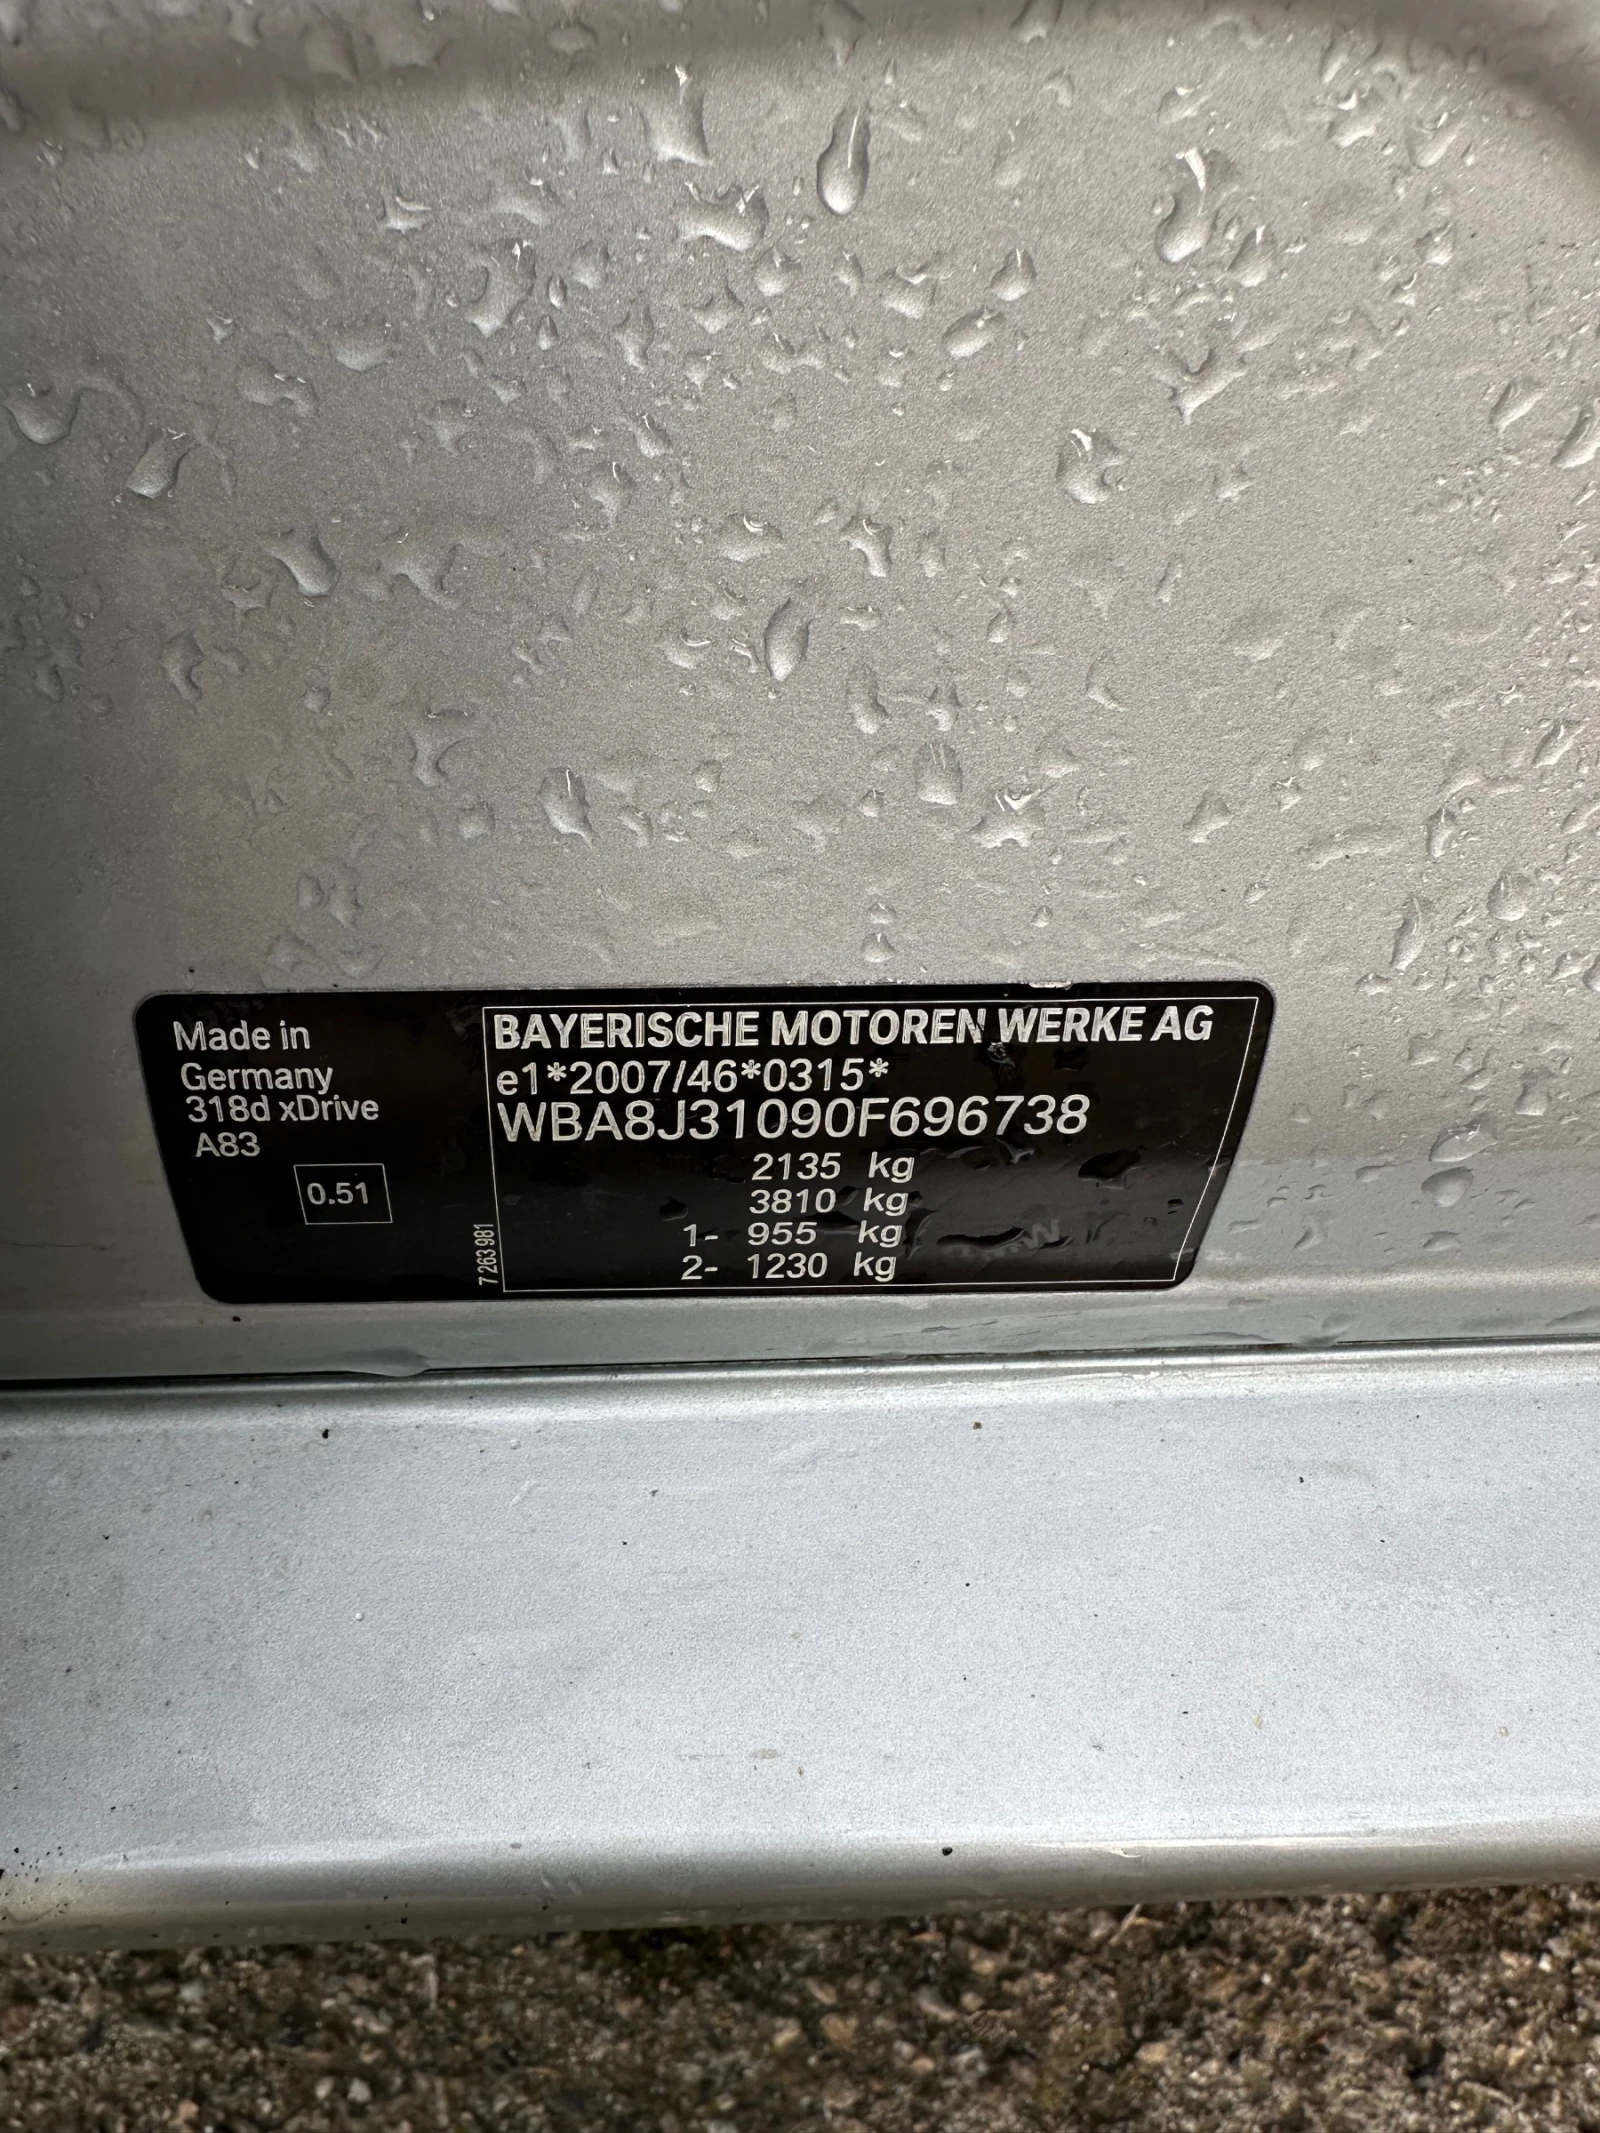 Made in
Germany
318d xDrive
A83
0.51
7 263 981
BAYERISCHE MOTOREN WERKE AG
e1*2007/46*0315*
WBA8J31090F696738
2135 kg
3810 kg
1- 955 kg
2- 1230 kg